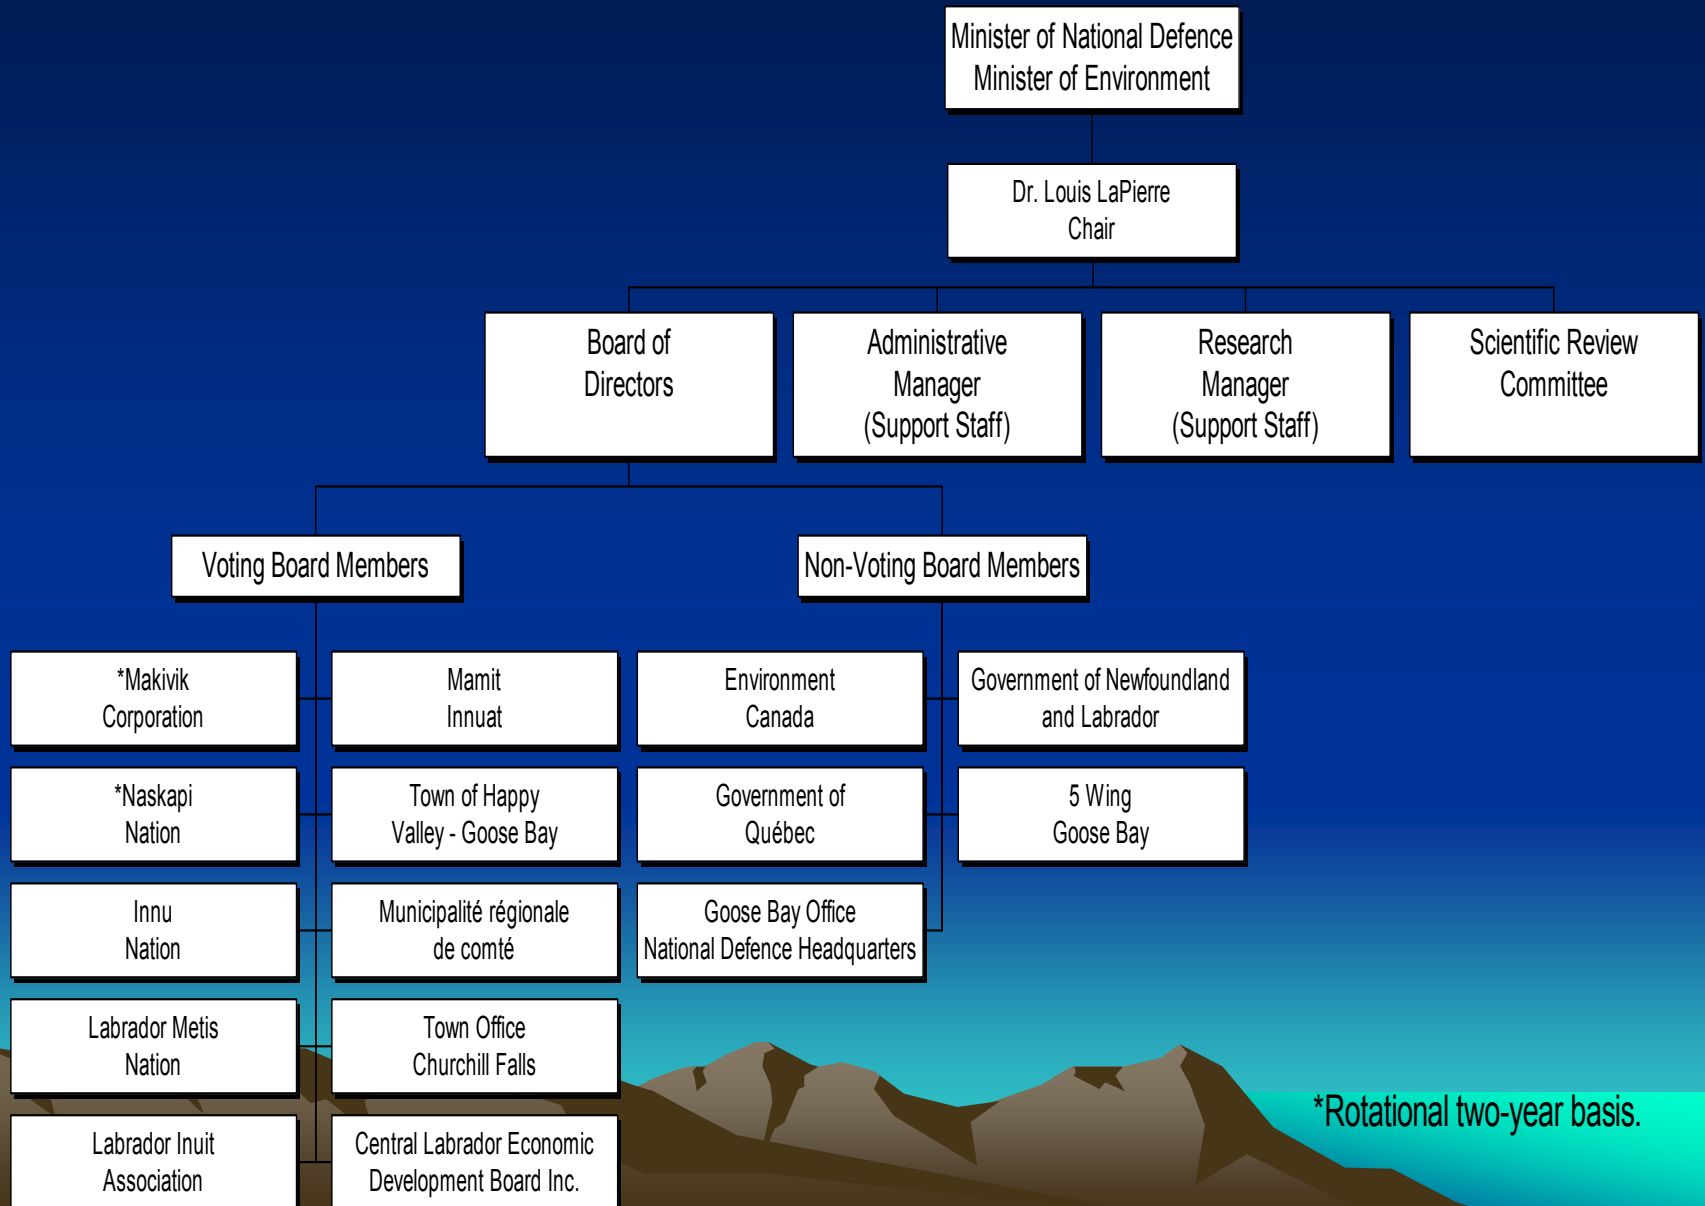 Minister of National Defence
Minister of Environment
Dr. Louis LaPierre
Chair
Board of
Directors
Administrative
Manager
(Support Staff)
Research
Manager
(Support Staff)
Scientific Review
Committee
Voting Board Members
Non-Voting Board Members
*Makivik
Corporation
Mamit
Innuat
Environment
Canada
Government of Newfoundland
and Labrador
*Naskapi
Nation
Town of Happy
Valley - Goose Bay
Government of
Québec
5 Wing
Goose Bay
Innu
Nation
Municipalité régionale
de comté
Goose Bay Office
National Defence Headquarters
Labrador Metis
Nation
Town Office
Churchill Falls
Labrador Inuit
Association
Central Labrador Economic
Development Board Inc.
*Rotational two-year basis.